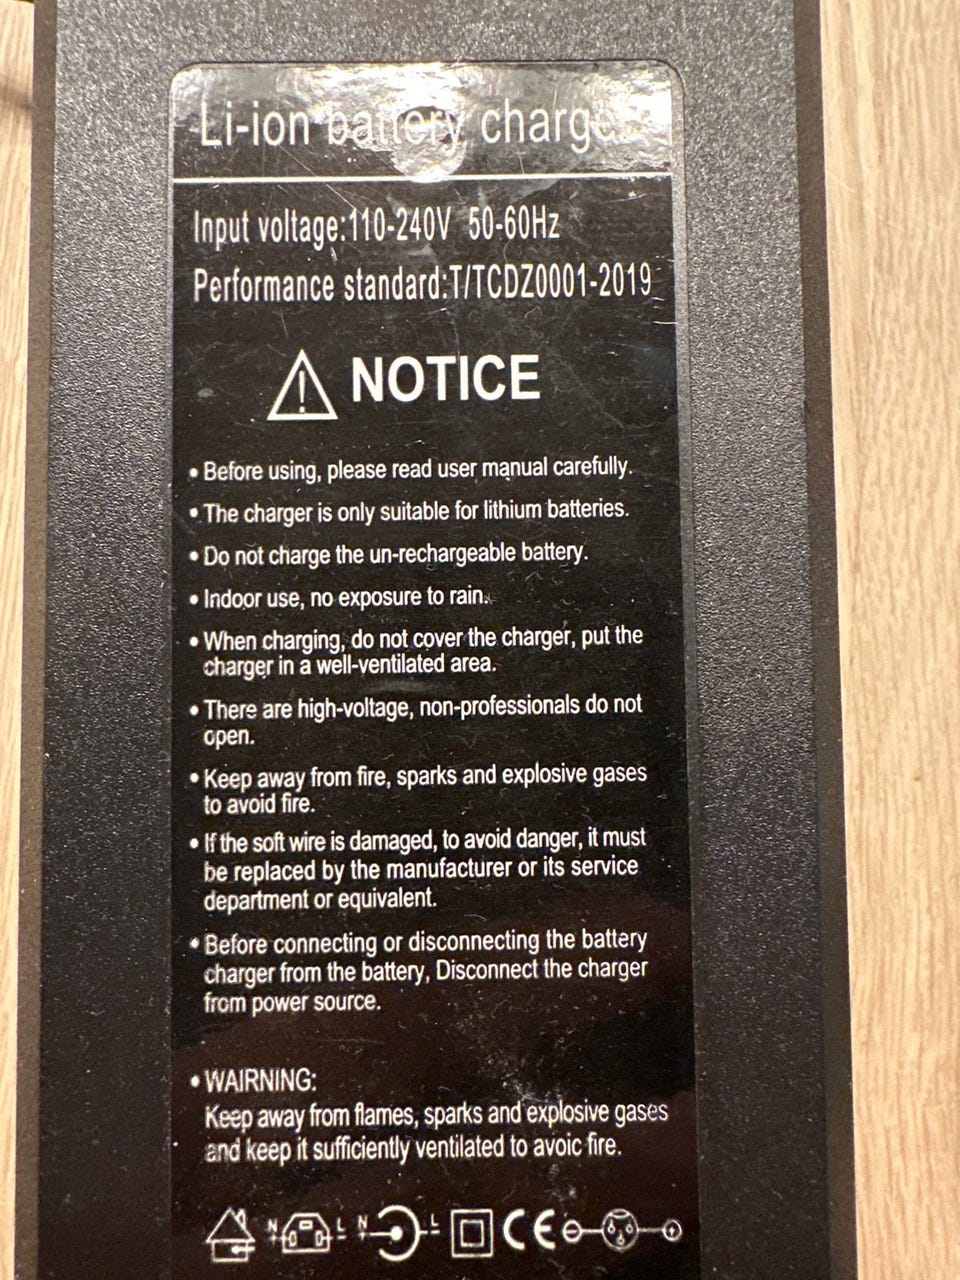 Li-ion battery charger
Input voltage:110-240V 50-60Hz
Performance standard:T/TCDZ0001-2019
NOTICE
• Before using, please read user manual carefully.
• The charger is only suitable for lithium batteries.
• Do not charge the un-rechargeable battery.
• Indoor use, no exposure to rain.
• When charging, do not cover the charger, put the
charger in a well-ventilated area.
• There are high-voltage, non-professionals do not
open.
• Keep away from fire, sparks and explosive gases
to avoid fire.
• If the soft wire is damaged, to avoid danger, it must
be replaced by the manufacturer or its service
department or equivalent.
• Before connecting or disconnecting the battery
charger from the battery, Disconnect the charger
from power source.
• WAIRNING:
Keep away from flames, sparks and explosive gases
and keep it sufficiently ventilated to avoic fire.
N L N L CE